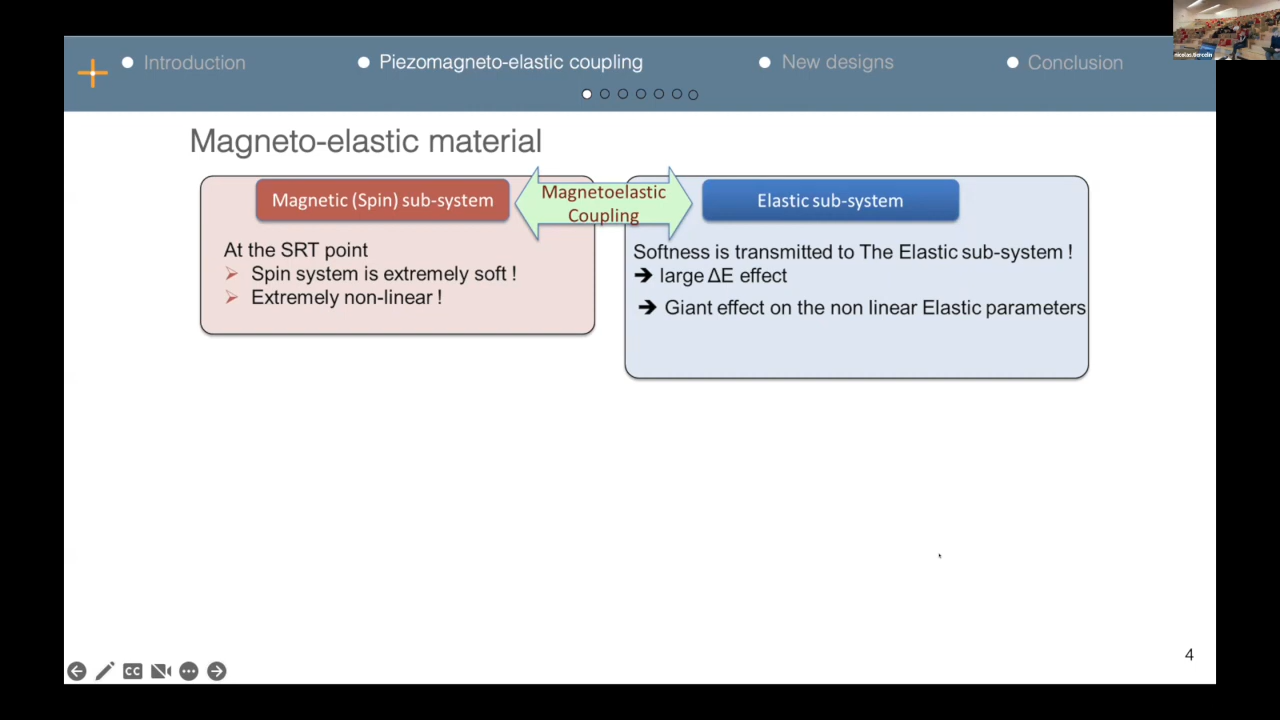 Introduction
Piezomagneto-elastic coupling
New designs
Conclusion
Magneto-elastic material
Magnetic (Spin) sub-system
Magnetoelastic
Coupling
Elastic sub-system
At the SRT point
➢ Spin system is extremely soft !
➢ Extremely non-linear !
Softness is transmitted to The Elastic sub-system !
➔ large ΔE effect
➔ Giant effect on the non linear Elastic parameters
4
CC